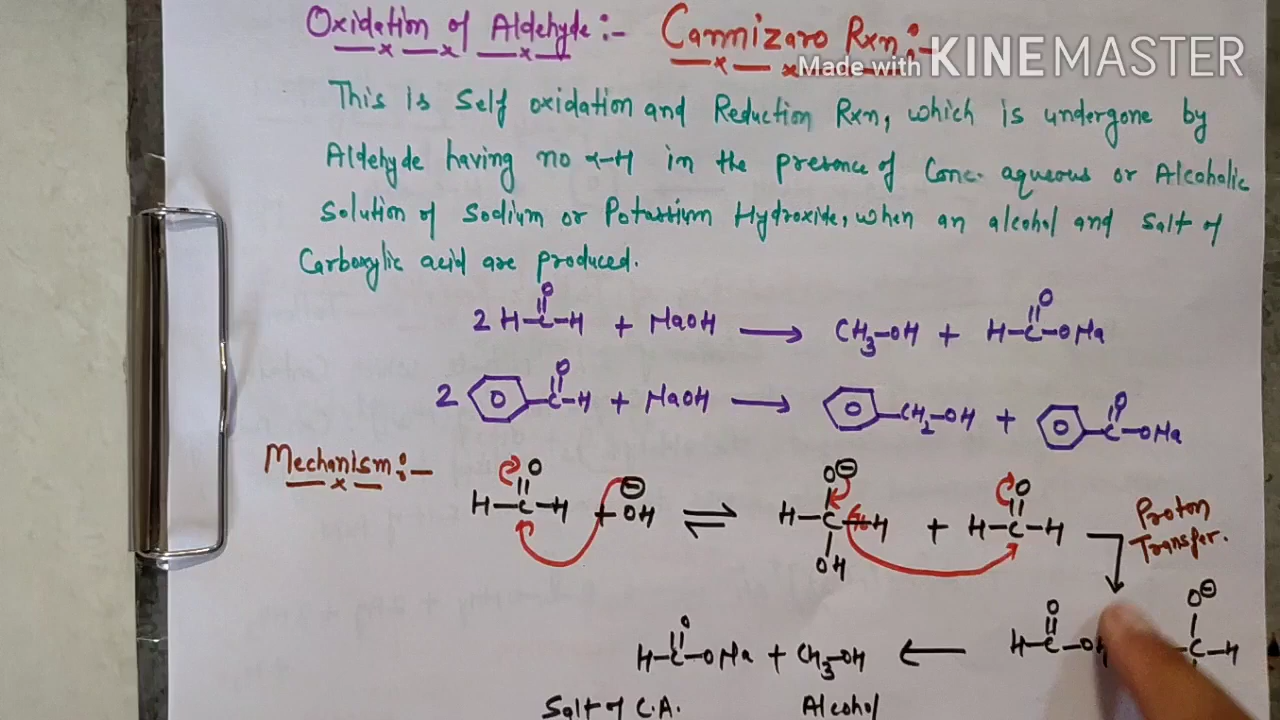 Oxidation of Aldehyde:- Cannizaro Rxn:-
Made with KINEMASTER
This is Self oxidation and Reduction Rxn, which is undergone by
Aldehyde having no α-H in the presence of Conc. aqueous or Alcoholic
Solution of Sodium or Potassium Hydroxide, when an alcohol and Salt of
Carboxylic acid are produced.
2 H-C(=O)-H + NaOH → CH3-OH + H-C(=O)-ONa
2 C(=O)-H + NaOH → CH2-OH + C(=O)-ONa
Mechanism:-
H-C(=O)-H + ⊖OH ⇌ H-C(O⊖)(OH)-H + H-C(=O)-H
Proton
Transfer.
H-C(=O)-ONa + CH3-OH ← H-C(=O)-OH C(O⊖)-H
Salt of C.A. Alcohol